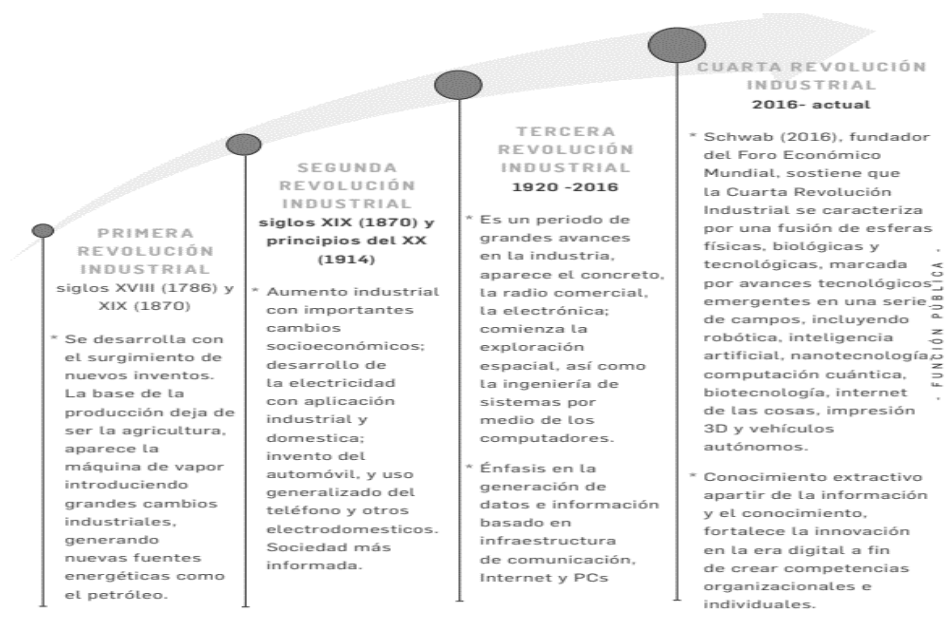 PRIMERA
REVOLUCIÓN
INDUSTRIAL
siglos XVIII (1786) y
XIX (1870)
* Se desarrolla con
el surgimiento de
nuevos inventos.
La base de la
producción deja de
ser la agricultura,
aparece la
máquina de vapor
introduciendo
grandes cambios
industriales,
generando
nuevas fuentes
energéticas como
el petróleo.
SEGUNDA
REVOLUCIÓN
INDUSTRIAL
siglos XIX (1870) y
principios del XX
(1914)
* Aumento industrial
con importantes
cambios
socioeconómicos;
desarrollo de
la electricidad
con aplicación
industrial y
domestica;
invento del
automóvil, y uso
generalizado del
teléfono y otros
electrodomesticos.
Sociedad más
informada.
TERCERA
REVOLUCIÓN
INDUSTRIAL
1920 -2016
* Es un periodo de
grandes avances
en la industria,
aparece el concreto,
la radio comercial,
la electrónica;
comienza la
exploración
espacial, así como
la ingeniería de
sistemas por
medio de los
computadores.
* Énfasis en la
generación de
datos e información
basado en
infraestructura
de comunicación,
Internet y PCs
CUARTA REVOLUCIÓN
INDUSTRIAL
2016- actual
* Schwab (2016), fundador
del Foro Económico
Mundial, sostiene que
la Cuarta Revolución
Industrial se caracteriza
por una fusión de esferas
físicas, biológicas y
tecnológicas, marcada
por avances tecnológicos
emergentes en una serie
de campos, incluyendo
robótica, inteligencia
artificial, nanotecnología,
computación cuántica,
biotecnología, internet
de las cosas, impresión
3D y vehículos
autónomos.
* Conocimiento extractivo
apartir de la información
y el conocimiento,
fortalece la innovación
en la era digital a fin
de crear competencias
organizacionales e
individuales.
. FUNCIÓN PÚBLICA .